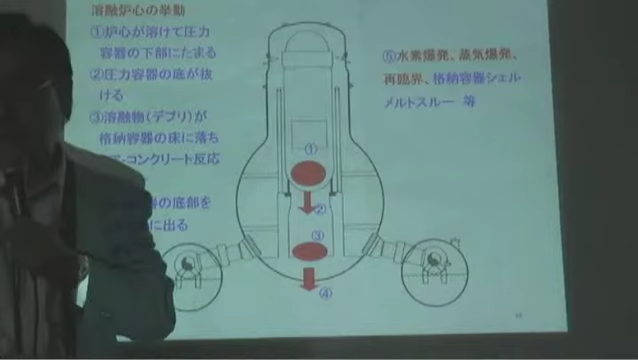 溶融炉心の挙動
①炉心が溶けて圧力
容器の下部にたまる
②圧力容器の底が抜
ける
③溶融物(デブリ)が
格納容器の床に落ち
コンクリート反応
の底部を
に出る
⑤水素爆発、蒸気爆発、
再臨界、格納容器シェル
メルトスルー 等
①
②
③
④